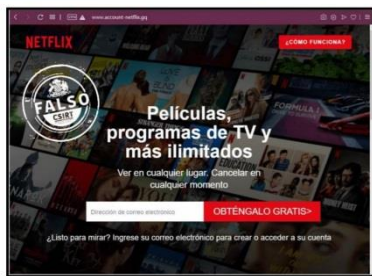 www.account-netflix.gq
NETFLIX
¿CÓMO FUNCIONA?
FALSO
CSIRT
Películas,
programas de TV y
más ilimitados
Ver en cualquier lugar. Cancelar en
cualquier momento
Dirección de correo electrónico
OBTÉNGALO GRATIS>
¿Listo para mirar? Ingrese su correo electrónico para crear o acceder a su cuenta